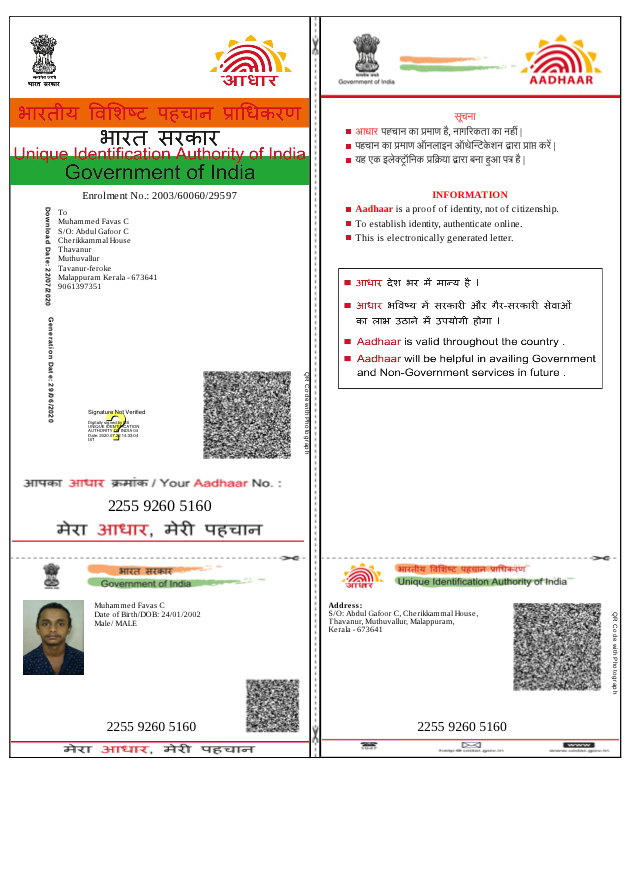 भारत सरकार
आधार
भारतीय विशिष्ट पहचान प्राधिकरण
भारत सरकार
Unique Identification Authority of India
Government of India
Enrolment No.: 2003/60060/29597
Download Date: 22/07/2020
Generation Date: 29/06/2020
To
Muhammed Favas C
S/O: Abdul Gafoor C
Cherikkammal House
Thavanur
Muthuvallur
Tavanur-feroke
Malappuram Kerala - 673641
9061397351
Signature Not Verified
Digitally signed by DS
UNIQUE IDENTIFICATION
AUTHORITY OF INDIA
QR Code with Photograph
आपका आधार क्रमांक / Your Aadhaar No. :
2255 9260 5160
मेरा आधार, मेरी पहचान
भारत सरकार
Government of India
Muhammed Favas C
Date of Birth/DOB: 24/01/2002
Male/ MALE
2255 9260 5160
मेरा आधार, मेरी पहचान
Government of India
AADHAAR
सूचना
आधार पहचान का प्रमाण है, नागरिकता का नहीं |
पहचान का प्रमाण ऑनलाइन ऑथेन्टिकेशन द्वारा प्राप्त करें |
यह एक इलेक्ट्रॉनिक प्रक्रिया द्वारा बना हुआ पत्र है |
INFORMATION
Aadhaar is a proof of identity, not of citizenship.
To establish identity, authenticate online.
This is electronically generated letter.
आधार देश भर में मान्य है ।
आधार भविष्य में सरकारी और गैर-सरकारी सेवाओं
का लाभ उठाने में उपयोगी होगा ।
Aadhaar is valid throughout the country .
Aadhaar will be helpful in availing Government
and Non-Government services in future .
आधार
भारतीय विशिष्ट पहचान प्राधिकरण
Unique Identification Authority of India
Address:
S/O: Abdul Gafoor C, Cherikkammal House,
Thavanur, Muthuvallur, Malappuram,
Kerala - 673641
QR Code with Photograph
2255 9260 5160
1947
help@uidai.gov.in
www
www.uidai.gov.in